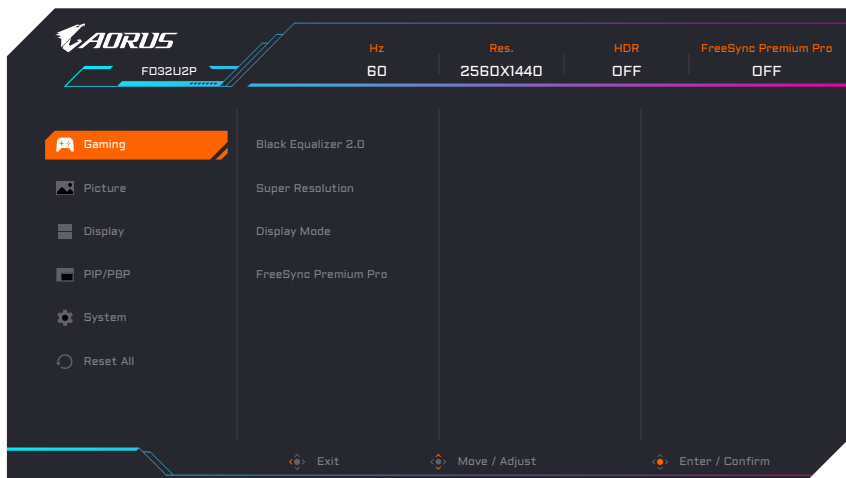 AORUS
FO32U2P
Hz Res. HDR FreeSync Premium Pro
60 2560X1440 OFF OFF
Gaming Black Equalizer 2.0
Picture Super Resolution
Display Display Mode
PIP/PBP FreeSync Premium Pro
System
Reset All
Exit Move / Adjust Enter / Confirm